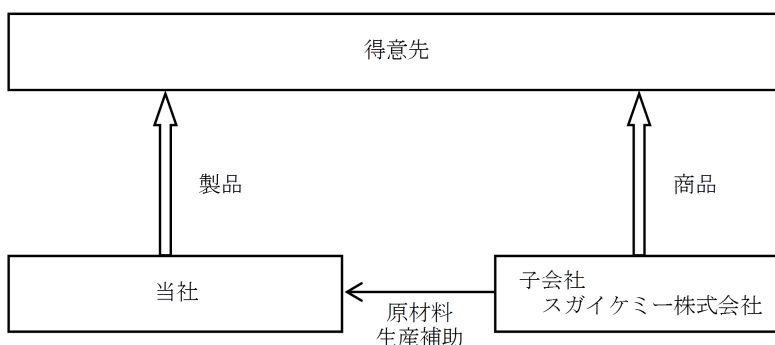 得意先
製品
商品
当社
子会社
スガイケミー株式会社
原材料
生産補助